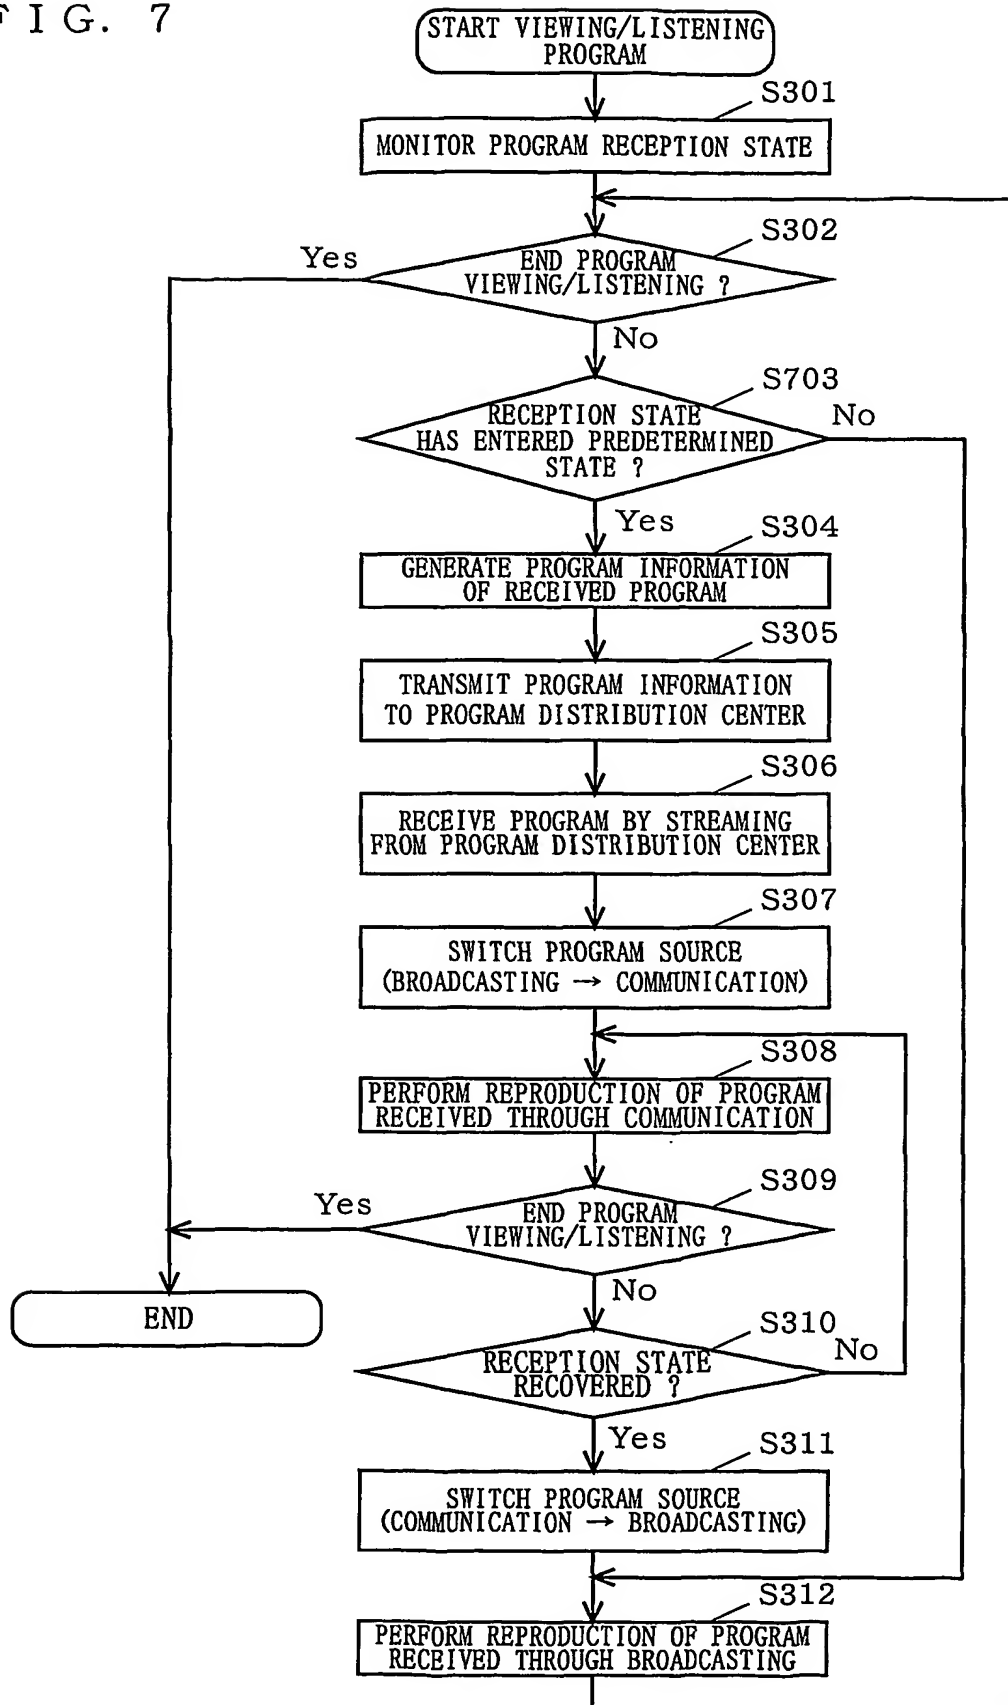 F I G. 7
START VIEWING/LISTENING
PROGRAM
S301
MONITOR PROGRAM RECEPTION STATE
S302
Yes
END PROGRAM
VIEWING/LISTENING ?
No
S703
RECEPTION STATE
HAS ENTERED PREDETERMINED
STATE ?
No
Yes
S304
GENERATE PROGRAM INFORMATION
OF RECEIVED PROGRAM
S305
TRANSMIT PROGRAM INFORMATION
TO PROGRAM DISTRIBUTION CENTER
S306
RECEIVE PROGRAM BY STREAMING
FROM PROGRAM DISTRIBUTION CENTER
S307
SWITCH PROGRAM SOURCE
(BROADCASTING → COMMUNICATION)
S308
PERFORM REPRODUCTION OF PROGRAM
RECEIVED THROUGH COMMUNICATION
S309
Yes
END PROGRAM
VIEWING/LISTENING ?
No
END
S310
RECEPTION STATE
RECOVERED ?
No
Yes
S311
SWITCH PROGRAM SOURCE
(COMMUNICATION → BROADCASTING)
S312
PERFORM REPRODUCTION OF PROGRAM
RECEIVED THROUGH BROADCASTING